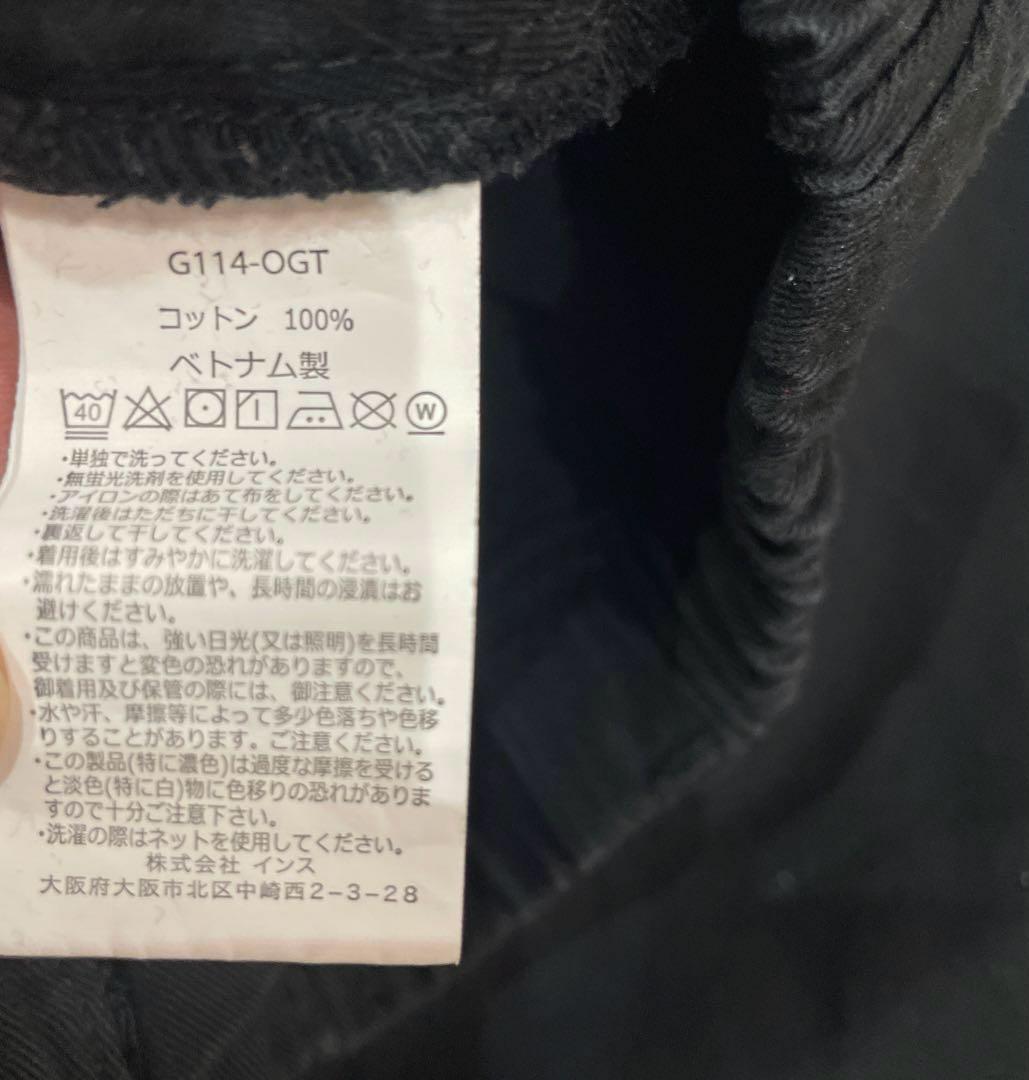 G114-OGT
コットン 100%
ベトナム製
40 W
・単独で洗ってください。
・無蛍光洗剤を使用してください。
・アイロンの際はあて布をしてください。
・洗濯後はただちに干してください。
・裏返して干してください。
・着用後はすみやかに洗濯してください。
・濡れたままの放置や、長時間の浸漬はお
避けください。
・この商品は、強い日光(又は照明)を長時間
受けますと変色の恐れがありますので、
御着用及び保管の際には、御注意ください。
・水や汗、摩擦等によって多少色落ちや色移
りすることがあります。ご注意ください。
・この製品(特に濃色)は過度な摩擦を受ける
と淡色(特に白)物に色移りの恐れがありま
すので十分ご注意下さい。
・洗濯の際はネットを使用してください。
株式会社 インス
大阪府大阪市北区中崎西2-3-28